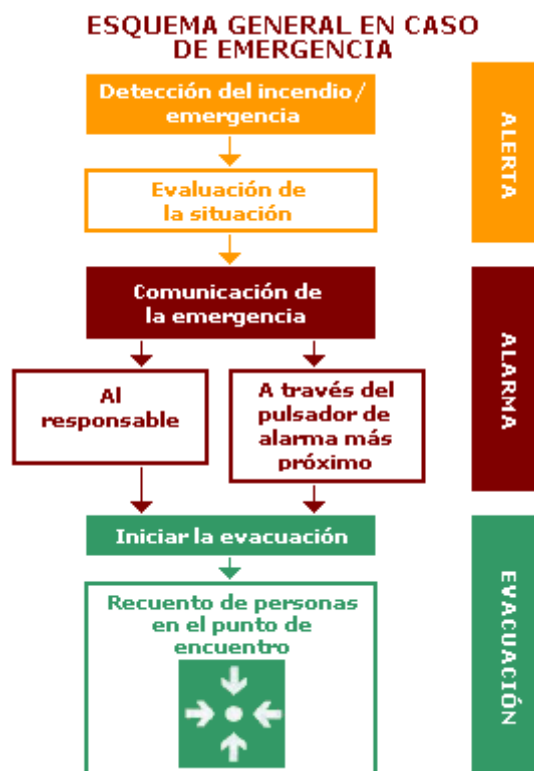 ESQUEMA GENERAL EN CASO
DE EMERGENCIA
Detección del incendio/
emergencia
Evaluación de
la situación
ALERTA
Comunicación de
la emergencia
Al
responsable
A través del
pulsador de
alarma más
próximo
ALARMA
Iniciar la evacuación
Recuento de personas
en el punto de
encuentro
EVACUACIÓN